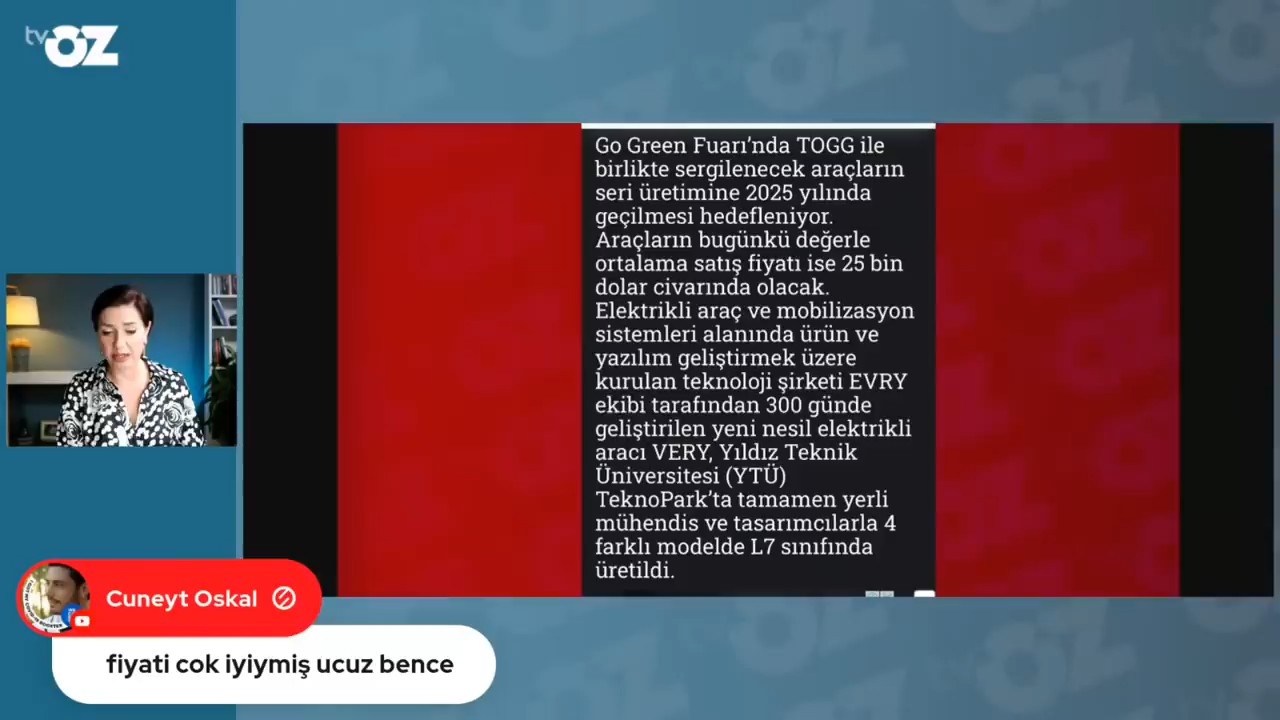 tv ÖZ
Go Green Fuarı’nda TOGG ile
birlikte sergilenecek araçların
seri üretimine 2025 yılında
geçilmesi hedefleniyor.
Araçların bugünkü değerle
ortalama satış fiyatı ise 25 bin
dolar civarında olacak.
Elektrikli araç ve mobilizasyon
sistemleri alanında ürün ve
yazılım geliştirmek üzere
kurulan teknoloji şirketi EVRY
ekibi tarafından 300 günde
geliştirilen yeni nesil elektrikli
aracı VERY, Yıldız Teknik
Üniversitesi (YTÜ)
TeknoPark’ta tamamen yerli
mühendis ve tasarımcılarla 4
farklı modelde L7 sınıfında
üretildi.
Cuneyt Oskal
fiyati cok iyiymiş ucuz bence